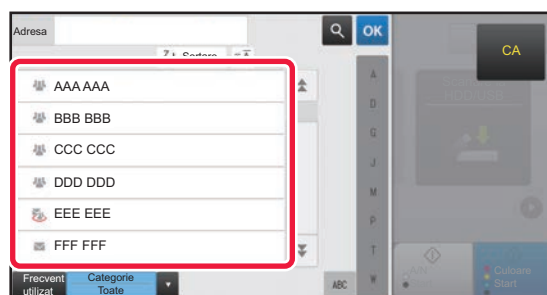 Adresa
OK
CA
Sortare
AAA AAA
BBB BBB
CCC CCC
DDD DDD
EEE EEE
FFF FFF
A
D
G
J
M
P
T
W
ABC
Frecvent
utilizat
Categorie
Toate
Culoare
Start